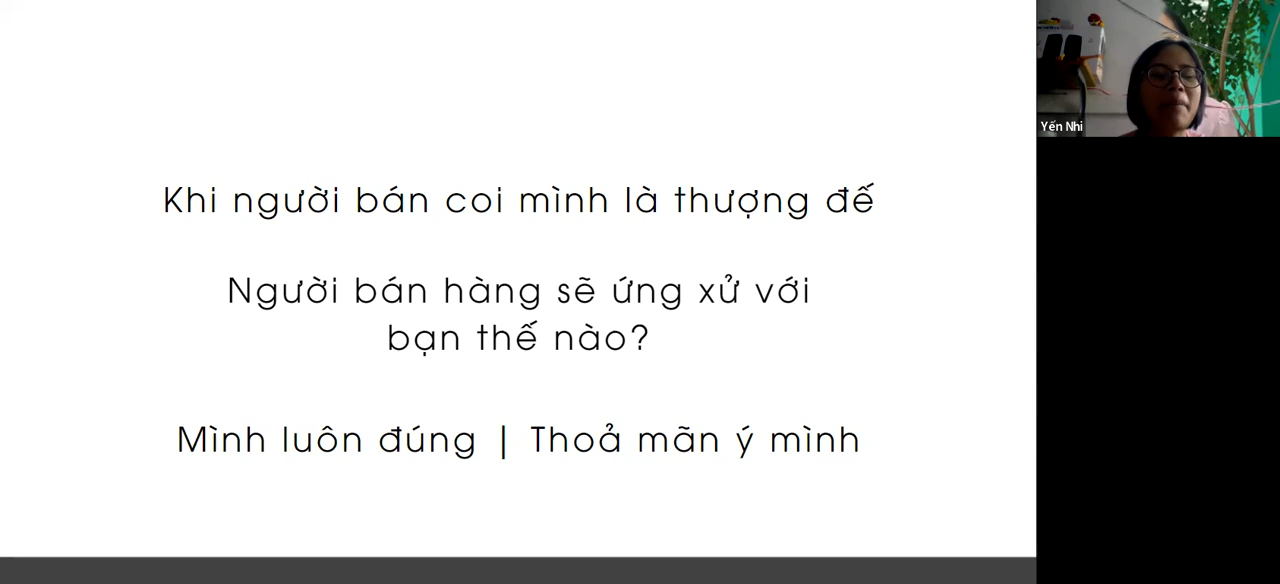 Khi người bán coi mình là thượng đế
Người bán hàng sẽ ứng xử với
bạn thế nào?
Mình luôn đúng | Thoả mãn ý mình
Yến Nhi